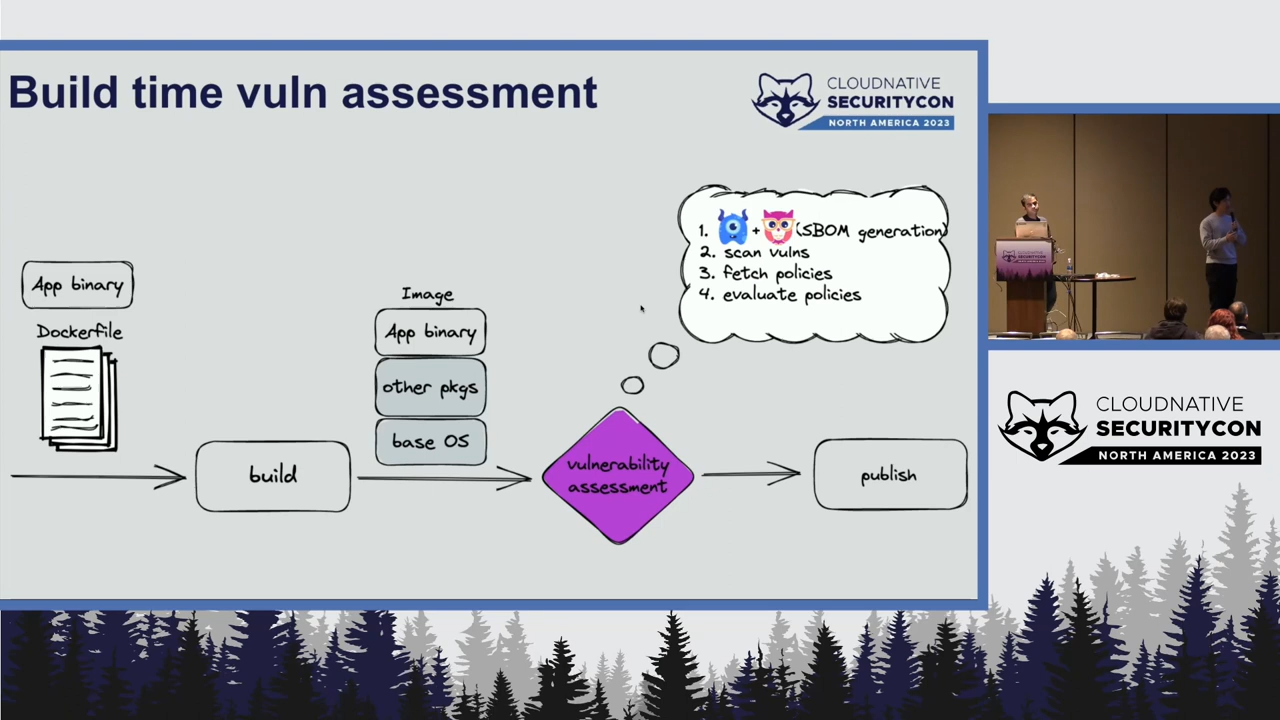 Build time vuln assessment
CLOUDNATIVE
SECURITYCON
NORTH AMERICA 2023
1. + (SBOM generation)
2. scan vulns
3. fetch policies
4. evaluate policies
App binary
Dockerfile
Image
App binary
other pkgs
base OS
build
vulnerability
assessment
publish
CLOUDNATIVE
SECURITYCON
NORTH AMERICA 2023